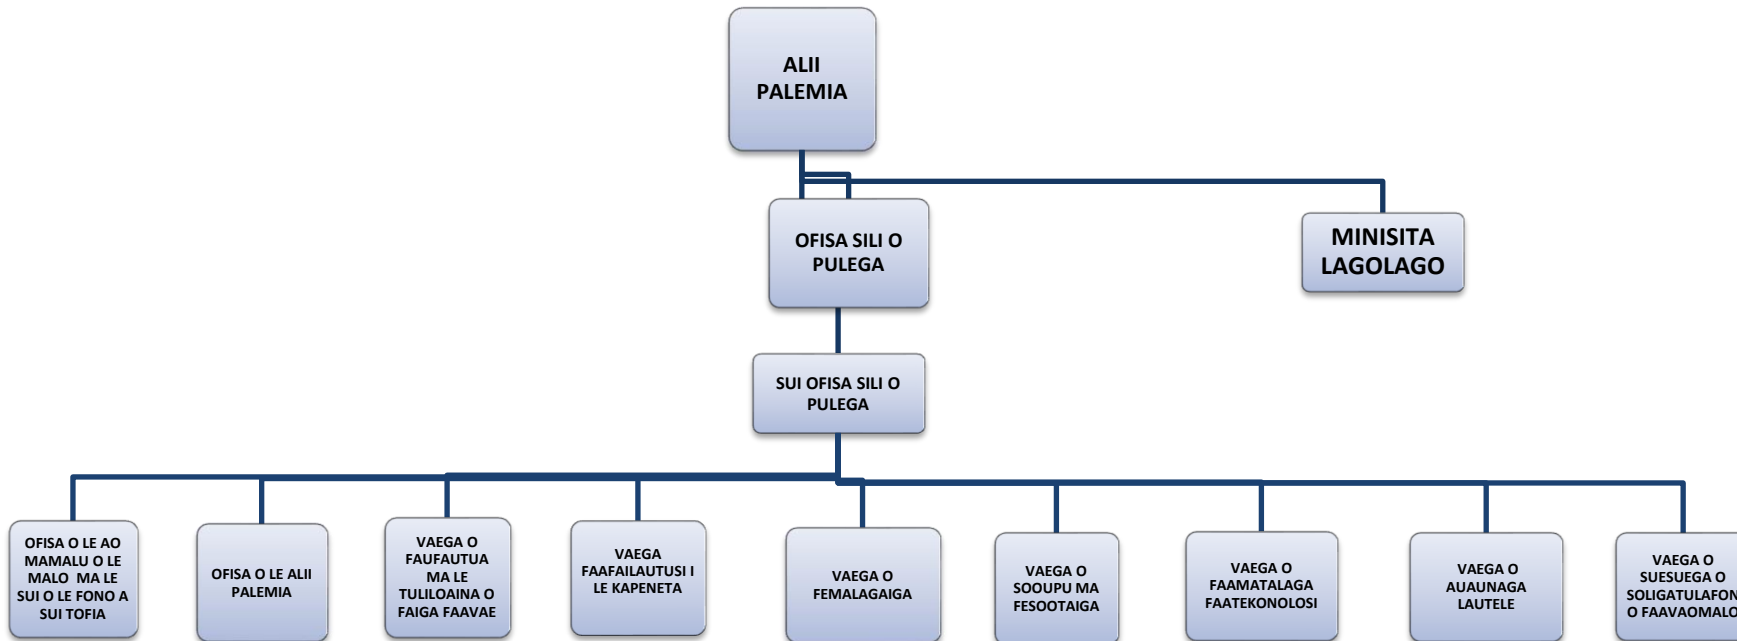 ALII
PALEMIA
OFISA SILI O
PULEGA
MINISITA
LAGOLAGO
SUI OFISA SILI O
PULEGA
OFISA O LE AO
MAMALU O LE
MALO MA LE
SUI O LE FONO A
SUI TOFIA
OFISA O LE ALII
PALEMIA
VAEGA O
FAUFAUTUA
MA LE
TULILOAINA O
FAIGA FAAVAE
VAEGA
FAAFAILAUTUSI I
LE KAPENETA
VAEGA O
FEMALAGAIGA
VAEGA O
SOOUPU MA
FESOOTAIGA
VAEGA O
FAAMATALAGA
FAATEKONOLOSI
VAEGA O
AUAUNAGA
LAUTELE
VAEGA O
SUESUEGA O
SOLIGATULAFON
O FAAVAOMALO